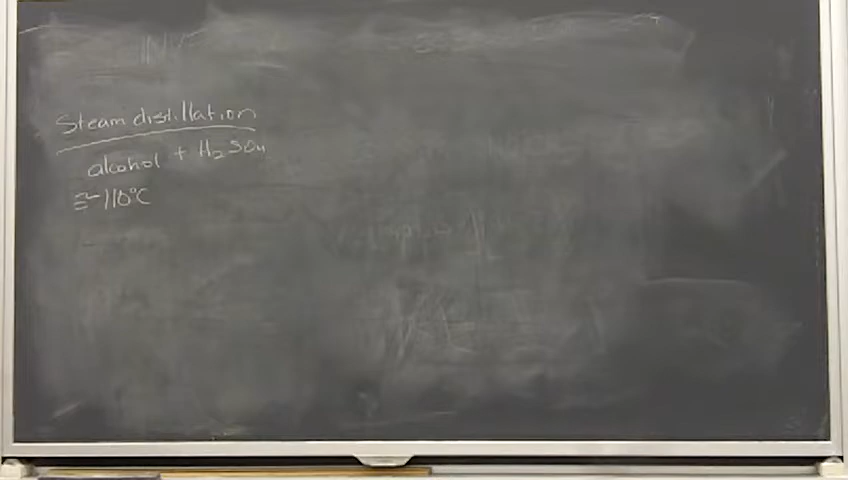 Steam distillation
alcohol + H₂SO₄
≅ 110°C